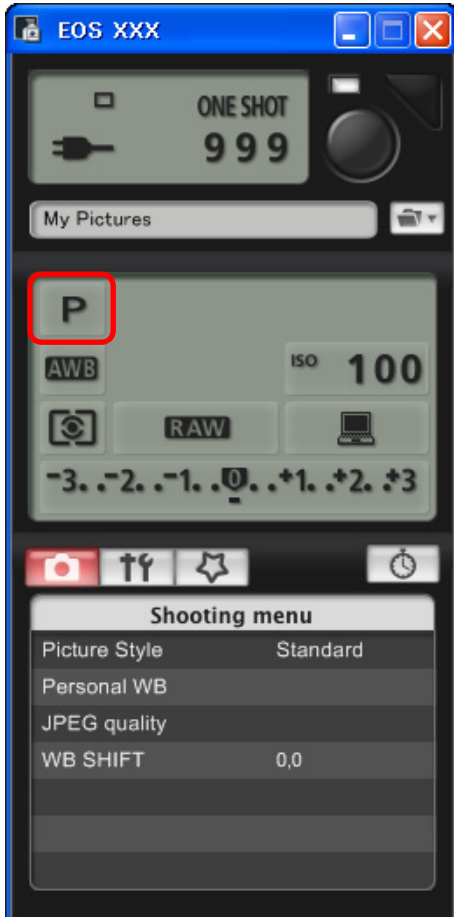 EOS XXX
ONE SHOT
999
My Pictures
P
AWB
ISO 100
RAW
-3..-2..-1..0..+1..+2..+3
Shooting menu
Picture Style Standard
Personal WB
JPEG quality
WB SHIFT 0,0